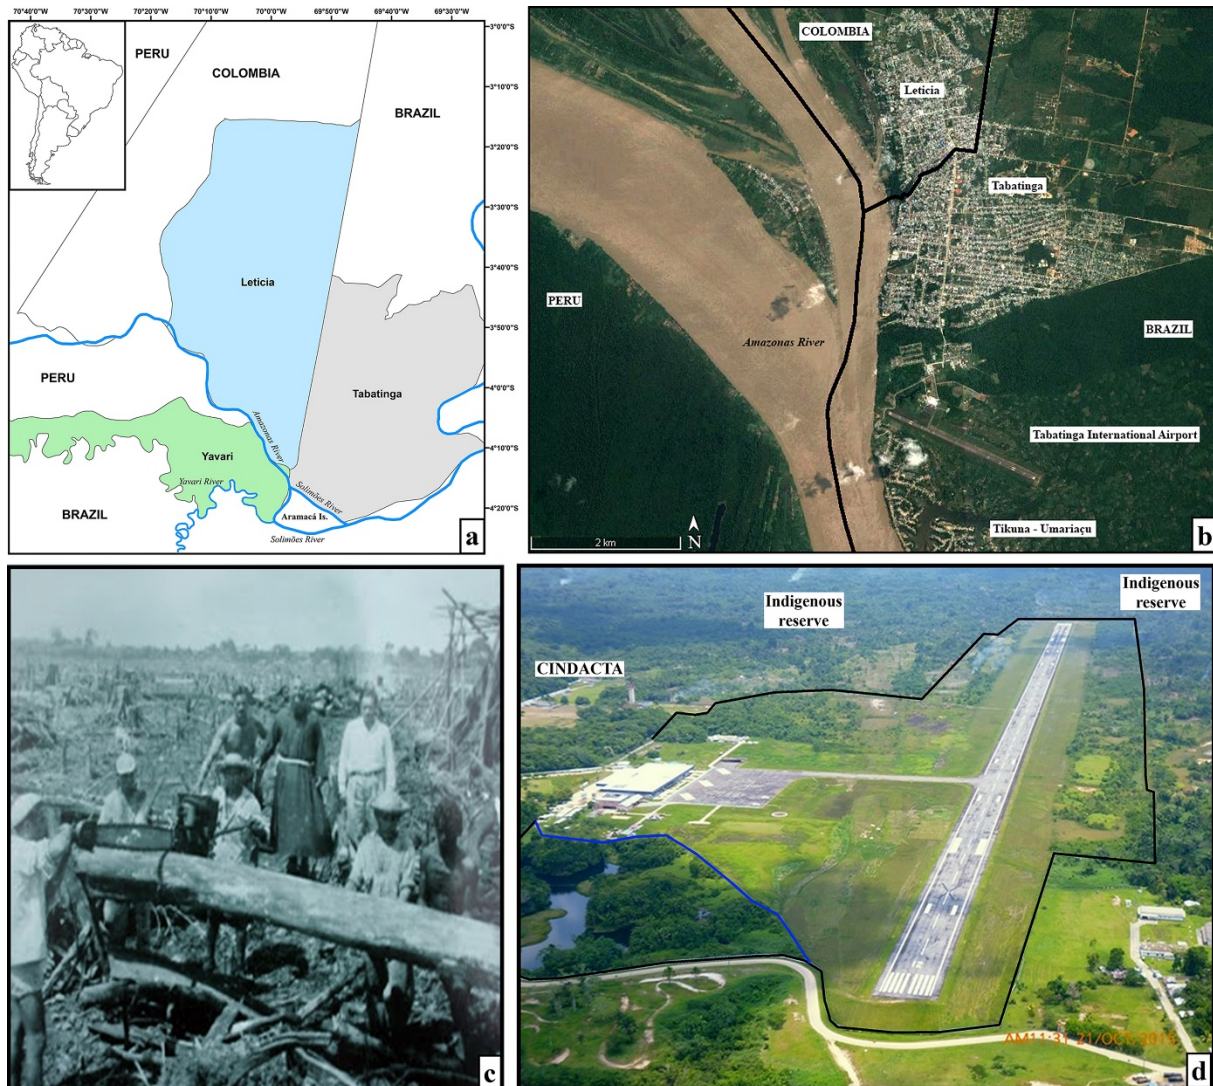 70°40'0"W
70°30'0"W
70°20'0"W
70°10'0"W
70°0'0"W
69°50'0"W
69°40'0"W
69°30'0"W
3°0'0"S
3°10'0"S
3°20'0"S
3°30'0"S
3°40'0"S
3°50'0"S
4°0'0"S
4°10'0"S
4°20'0"S
PERU
COLOMBIA
BRAZIL
Leticia
PERU
Tabatinga
Amazonas River
Yavari
Yavari River
Solimões River
BRAZIL
Aramacá Is.
Solimões River
a
COLOMBIA
Leticia
Tabatinga
PERU
Amazonas River
BRAZIL
Tabatinga International Airport
N
2 km
Tikuna - Umariaçu
b
c
Indigenous
reserve
Indigenous
reserve
CINDACTA
12
AM11:31 21/OCT/2015
d